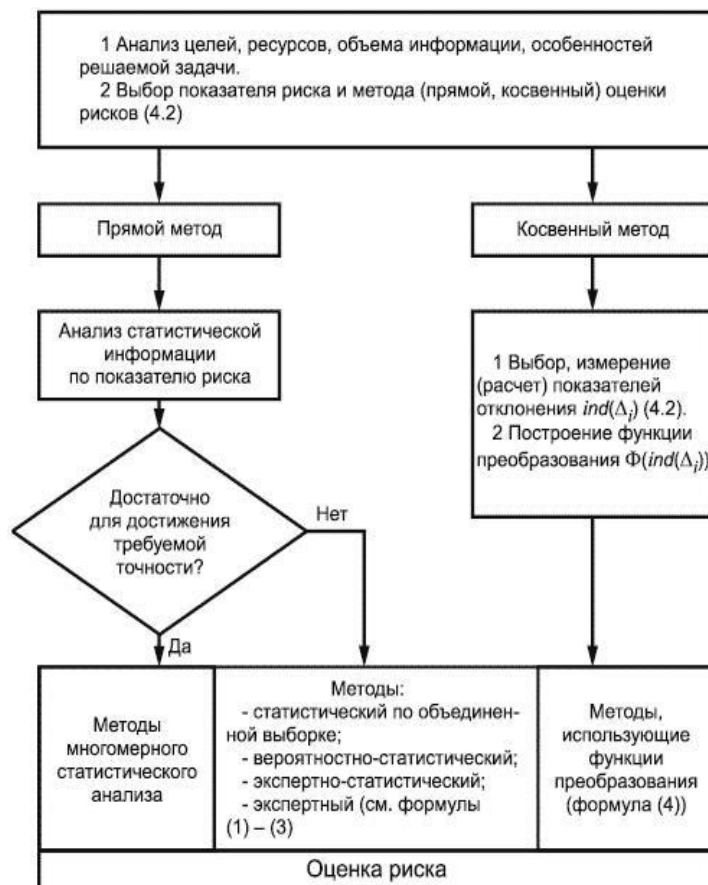 1 Анализ целей, ресурсов, объема информации, особенностей
решаемой задачи.
2 Выбор показателя риска и метода (прямой, косвенный) оценки
рисков (4.2)
Прямой метод
Косвенный метод
Анализ статистической
информации
по показателю риска
1 Выбор, измерение
(расчет) показателей
отклонения ind(Δi) (4.2).
2 Построение функции
преобразования Φ(ind(Δi))
Достаточно
для достижения
требуемой
точности?
Нет
Да
Методы
многомерного
статистического
анализа
Методы:
- статистический по объединен-
ной выборке;
- вероятностно-статистический;
- экспертно-статистический;
- экспертный (см. формулы
(1) – (3)
Методы,
использующие
функции
преобразования
(формула (4))
Оценка риска